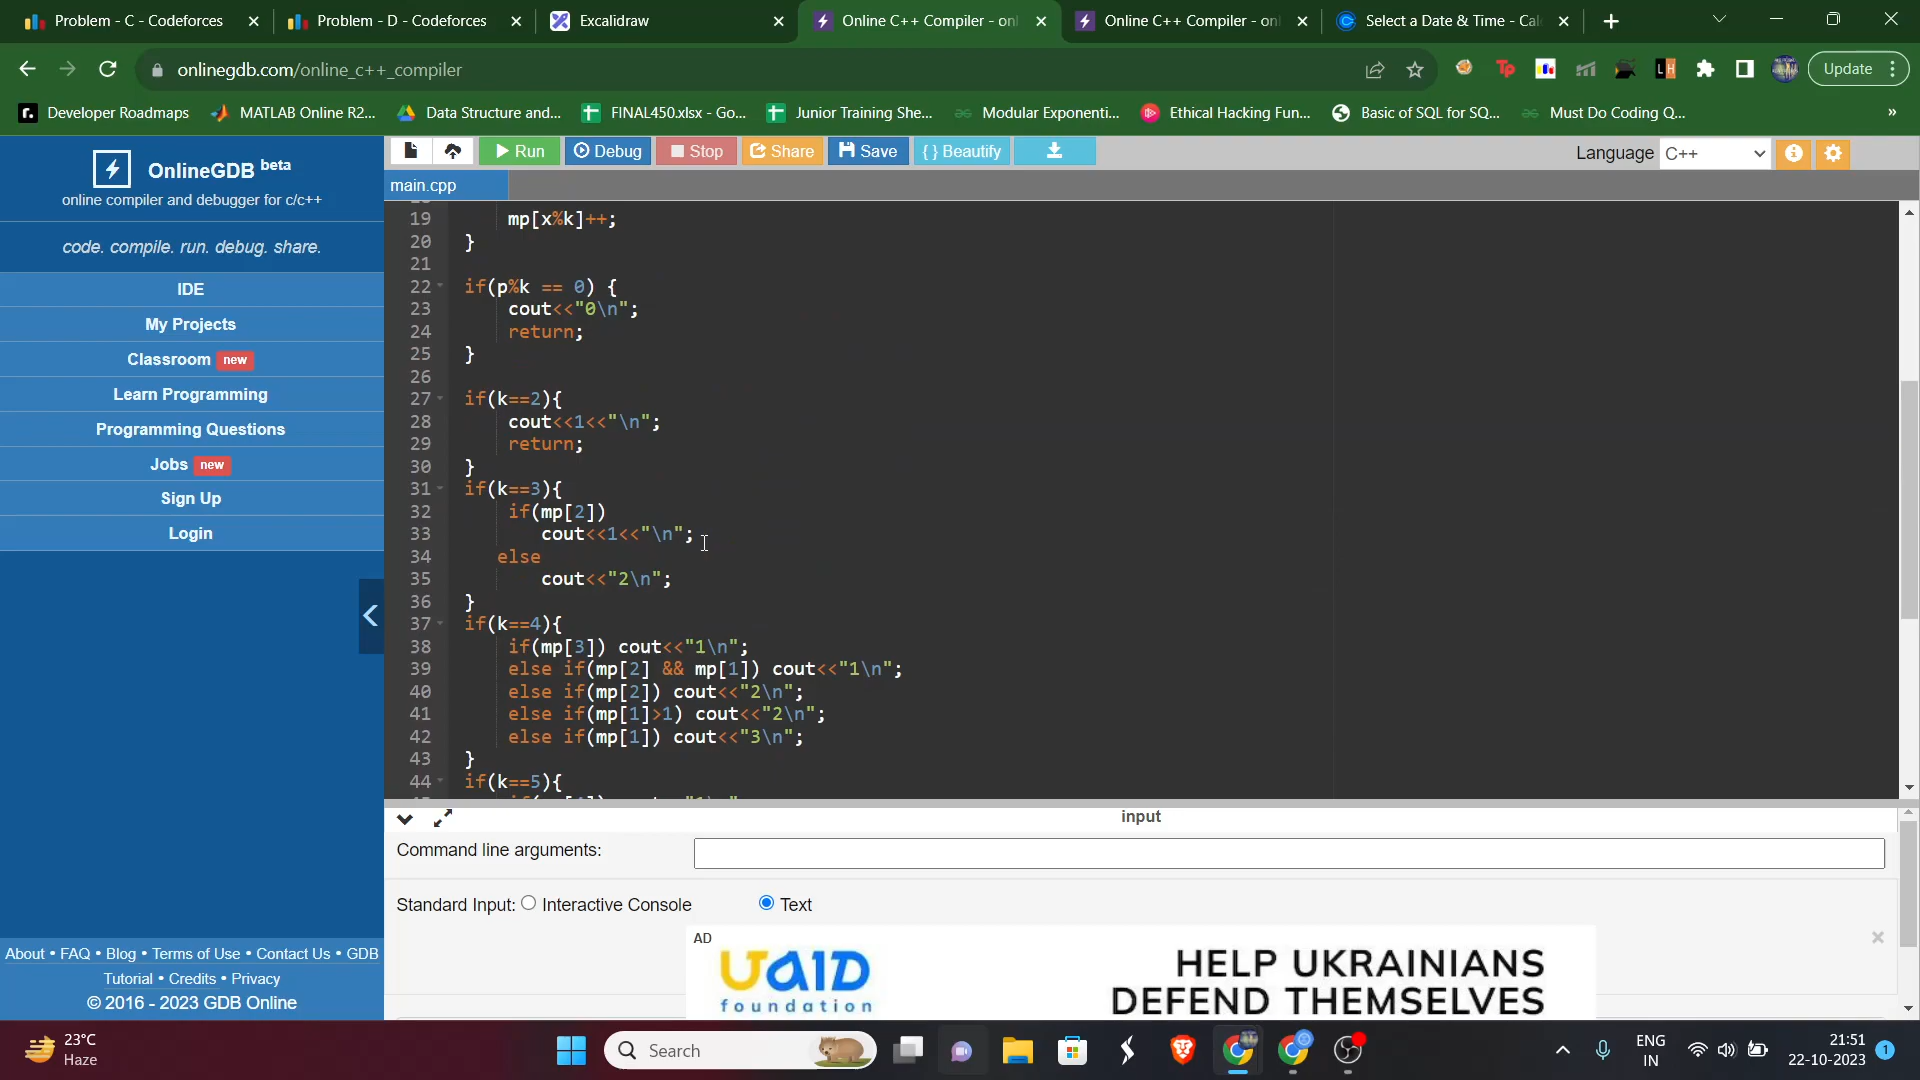 Problem - C - Codeforces
Problem - D - Codeforces
Excalidraw
Online C++ Compiler - onl
Online C++ Compiler - onl
Select a Date & Time - Cal
onlinegdb.com/online_c++_compiler
Update
Developer Roadmaps
MATLAB Online R2...
Data Structure and...
FINAL450.xlsx - Go...
Junior Training She...
Modular Exponenti...
Ethical Hacking Fun...
Basic of SQL for SQ...
Must Do Coding Q...
»
OnlineGDB beta
online compiler and debugger for c/c++
code. compile. run. debug. share.
IDE
My Projects
Classroom new
Learn Programming
Programming Questions
Jobs new
Sign Up
Login
About • FAQ • Blog • Terms of Use • Contact Us • GDB
Tutorial • Credits • Privacy
© 2016 - 2023 GDB Online
Run
Debug
Stop
Share
Save
{ } Beautify
Language C++
main.cpp
19 mp[x%k]++;
20 }
21
22 if(p%k == 0) {
23 cout<<"0\n";
24 return;
25 }
26
27 if(k==2){
28 cout<<1<<"\n";
29 return;
30 }
31 if(k==3){
32 if(mp[2])
33 cout<<1<<"\n";
34 else
35 cout<<"2\n";
36 }
37 if(k==4){
38 if(mp[3]) cout<<"1\n";
39 else if(mp[2] && mp[1]) cout<<"1\n";
40 else if(mp[2]) cout<<"2\n";
41 else if(mp[1]>1) cout<<"2\n";
42 else if(mp[1]) cout<<"3\n";
43 }
44 if(k==5){
input
Command line arguments:
Standard Input: Interactive Console Text
AD
UAID
foundation
HELP UKRAINIANS
DEFEND THEMSELVES
23°C
Haze
Search
ENG
IN
21:51
22-10-2023
1